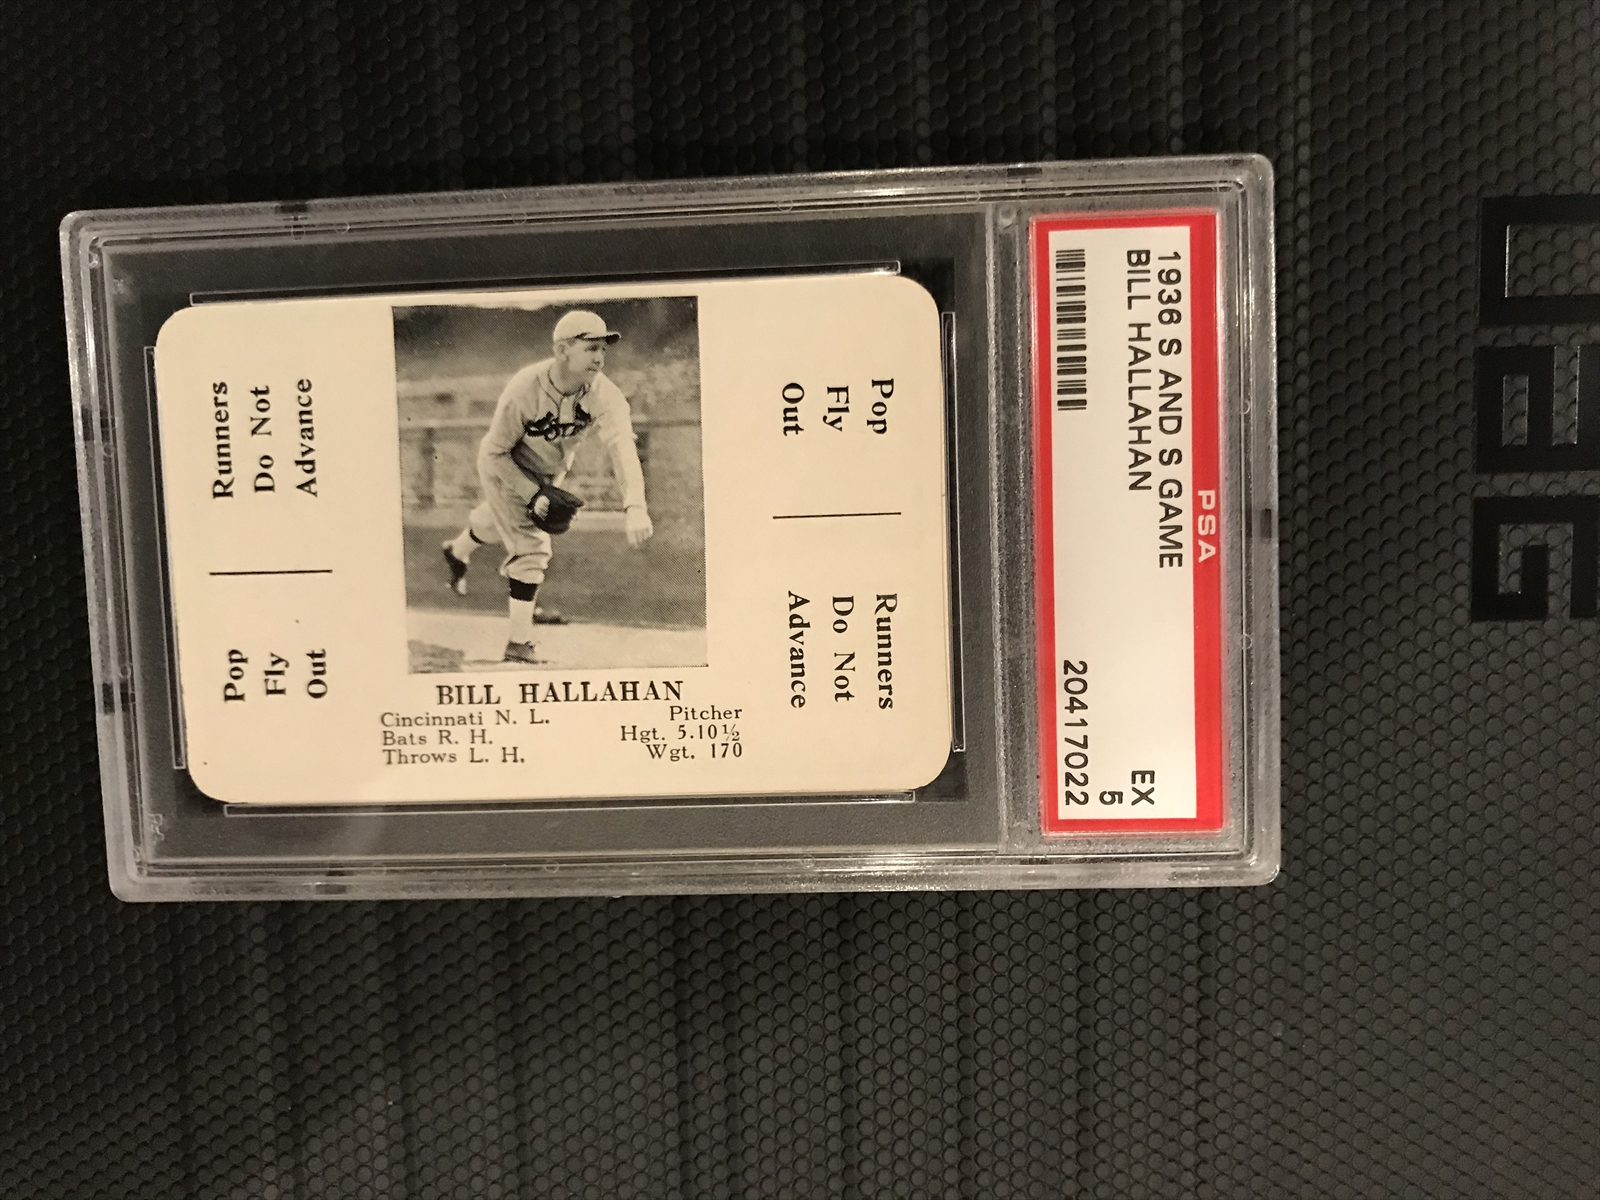 PSA
1936 S AND S GAME
BILL HALLAHAN
EX
5
20417022
Pop
Fly
Out
Runners
Do Not
Advance
BILL HALLAHAN
Cincinnati N. L.
Bats R. H.
Throws L. H.
Pitcher
Hgt. 5.10½
Wgt. 170
Runners
Do Not
Advance
Pop
Fly
Out